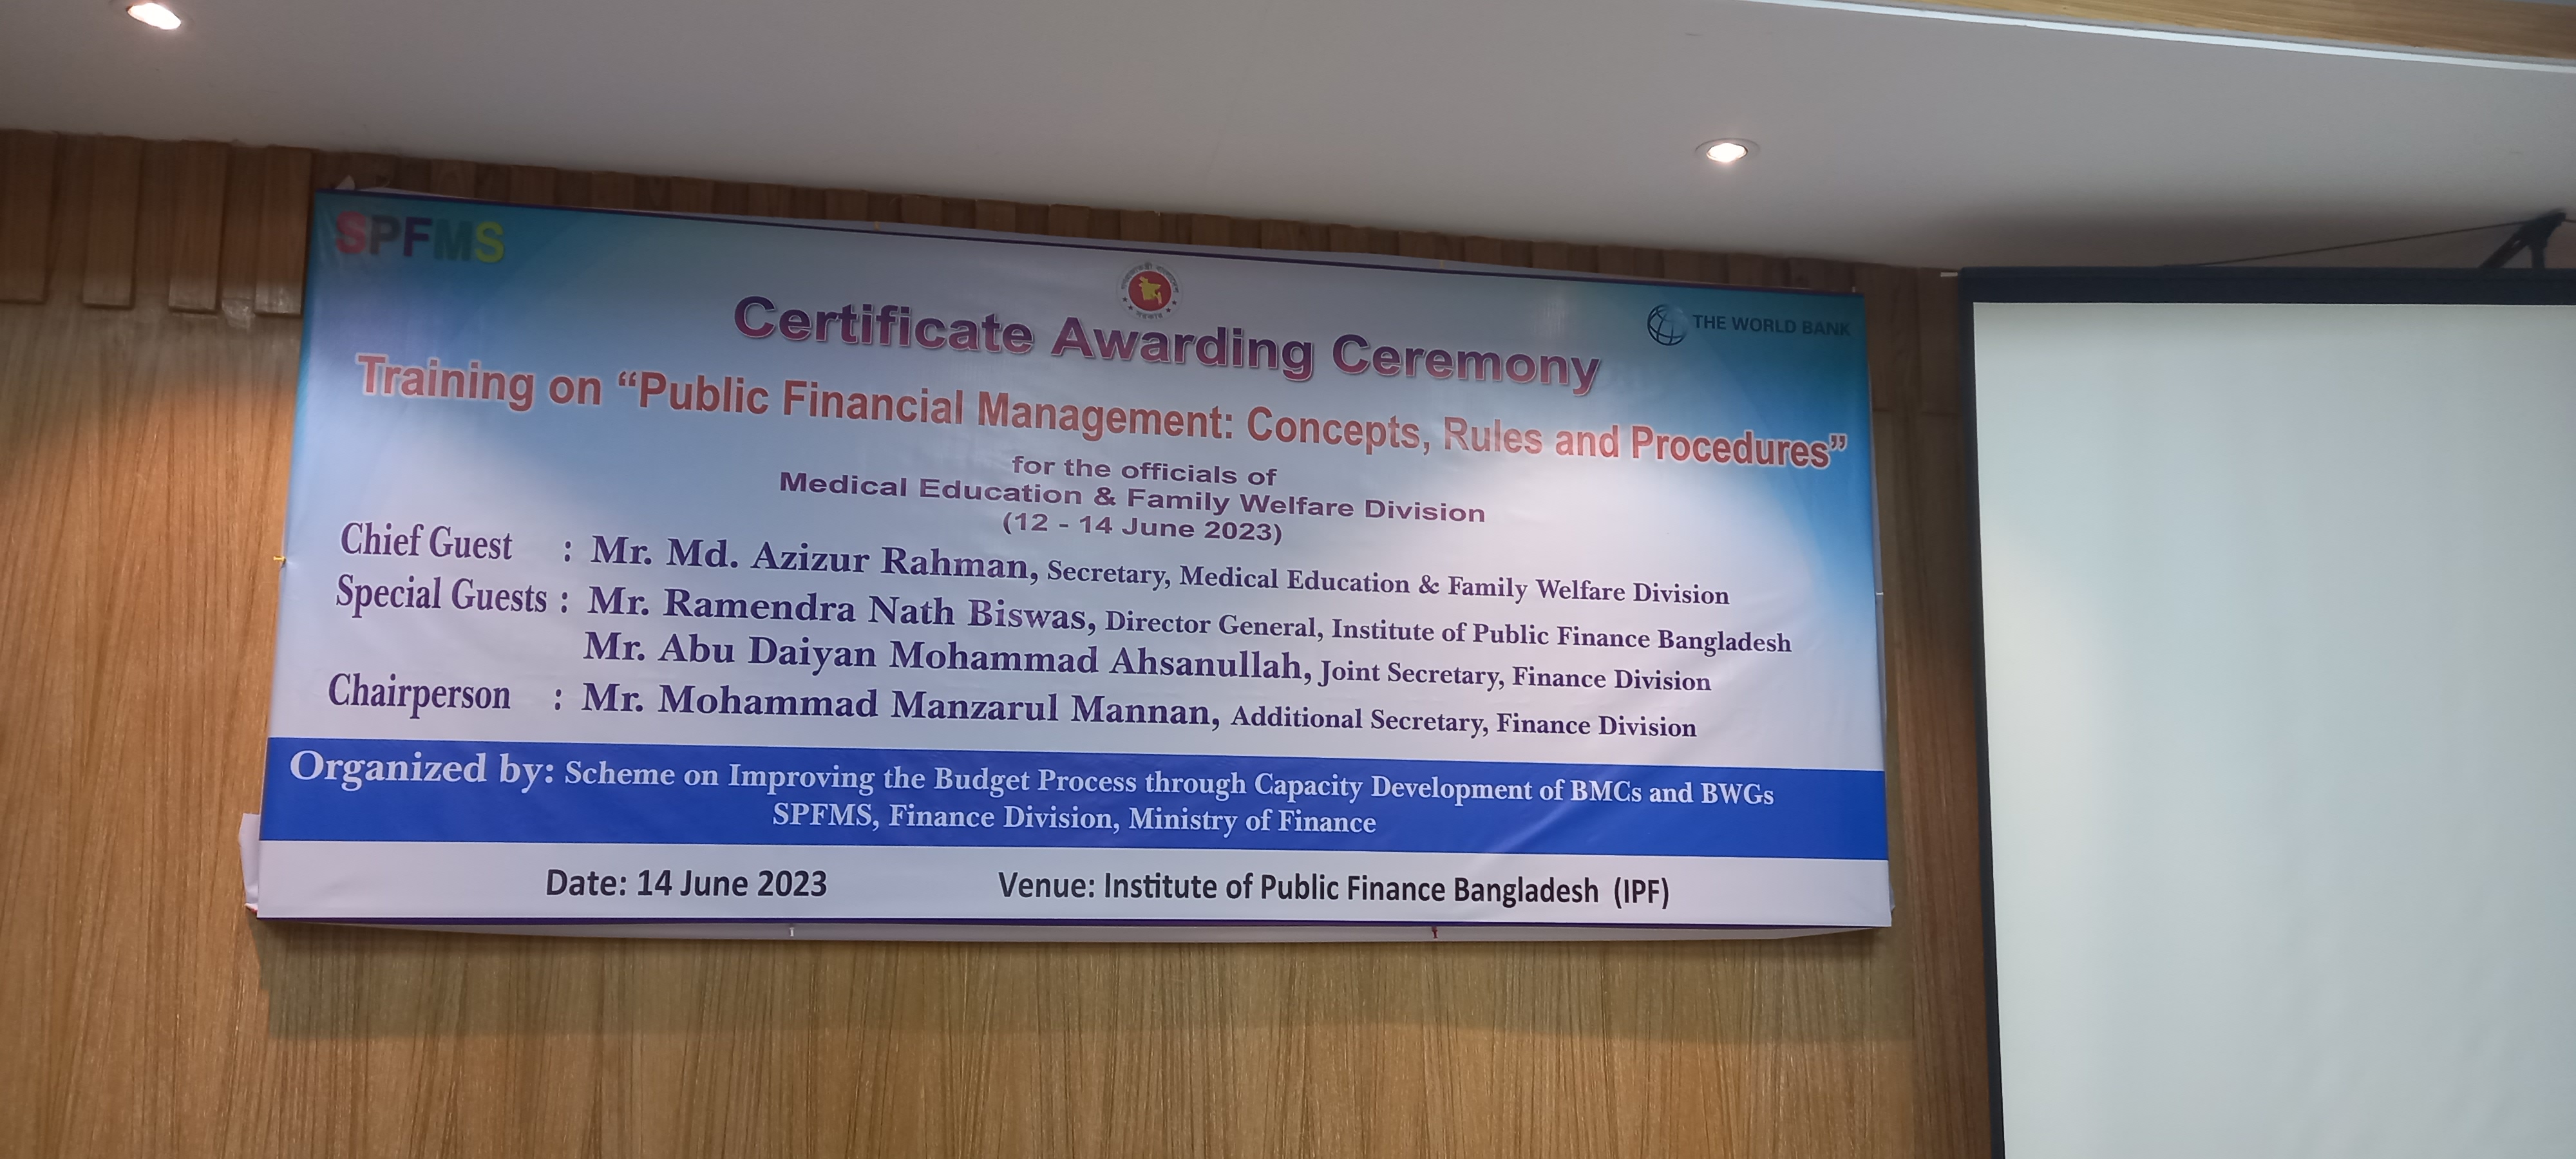 SPFMS
THE WORLD BANK
Certificate Awarding Ceremony
Training on “Public Financial Management: Concepts, Rules and Procedures”
for the officials of
Medical Education & Family Welfare Division
(12 - 14 June 2023)
Chief Guest : Mr. Md. Azizur Rahman, Secretary, Medical Education & Family Welfare Division
Special Guests : Mr. Ramendra Nath Biswas, Director General, Institute of Public Finance Bangladesh
Mr. Abu Daiyan Mohammad Ahsanullah, Joint Secretary, Finance Division
Chairperson : Mr. Mohammad Manzarul Mannan, Additional Secretary, Finance Division
Organized by: Scheme on Improving the Budget Process through Capacity Development of BMCs and BWGs
SPFMS, Finance Division, Ministry of Finance
Date: 14 June 2023 Venue: Institute of Public Finance Bangladesh (IPF)